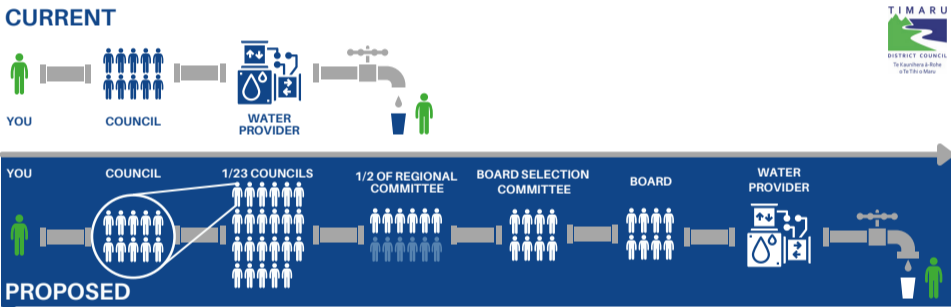 CURRENT
TIMARU
DISTRICT COUNCIL
Te Kaunihera ā-Rohe
o Te Tihi o Maru
YOU
COUNCIL
WATER
PROVIDER
YOU
COUNCIL
1/23 COUNCILS
1/2 OF REGIONAL
COMMITTEE
BOARD SELECTION
COMMITTEE
BOARD
WATER
PROVIDER
PROPOSED